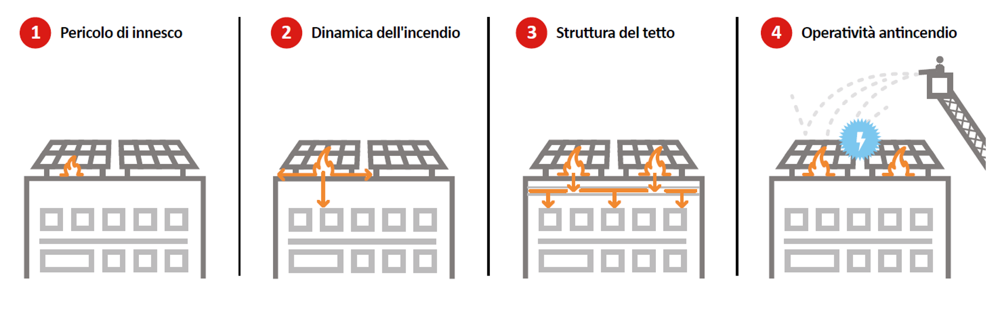 1 Pericolo di innesco
2 Dinamica dell'incendio
3 Struttura del tetto
4 Operatività antincendio